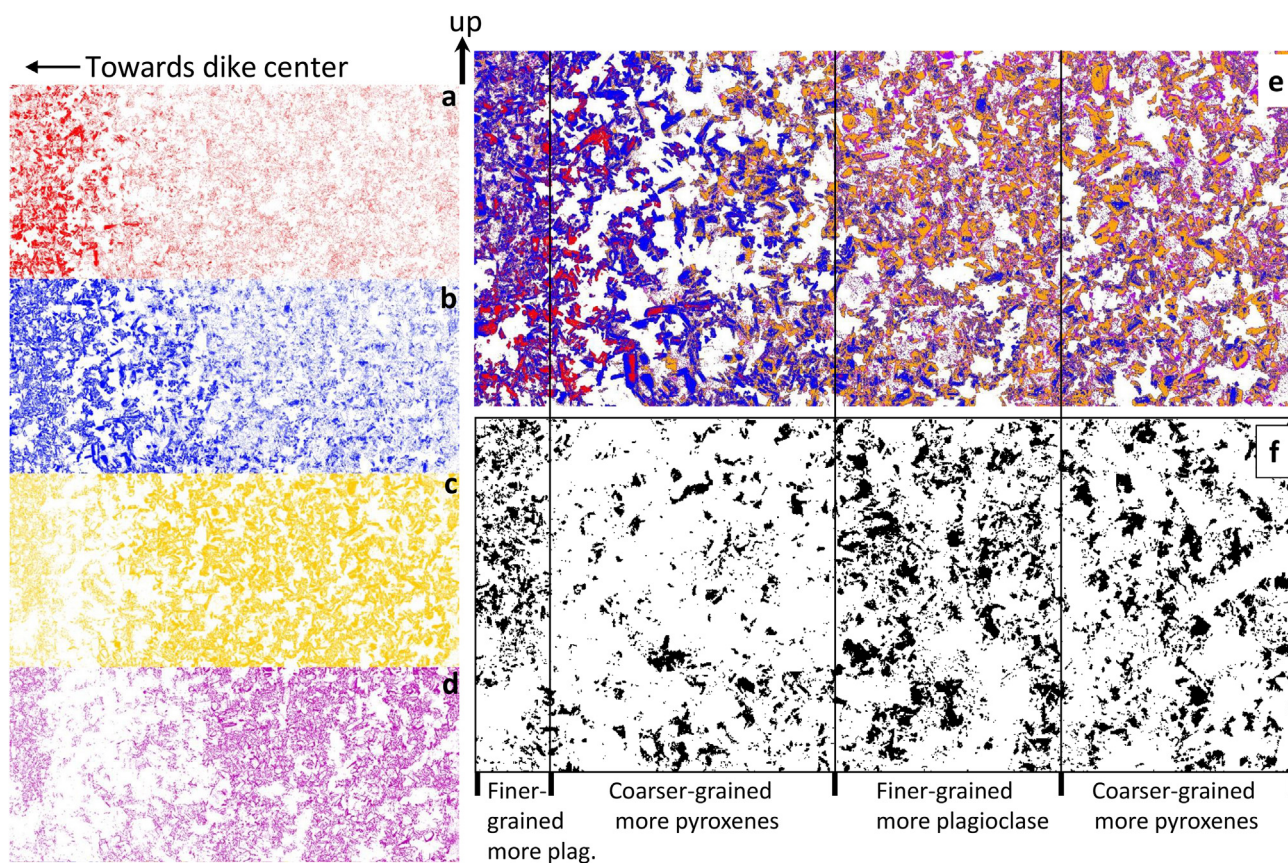 up
← Towards dike center
a
b
c
d
e
f
Finer-
grained
more plag.
Coarser-grained
more pyroxenes
Finer-grained
more plagioclase
Coarser-grained
more pyroxenes